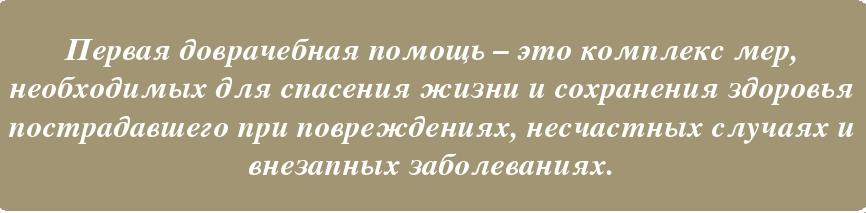 Первая доврачебная помощь – это комплекс мер,
необходимых для спасения жизни и сохранения здоровья
пострадавшего при повреждениях, несчастных случаях и
внезапных заболеваниях.